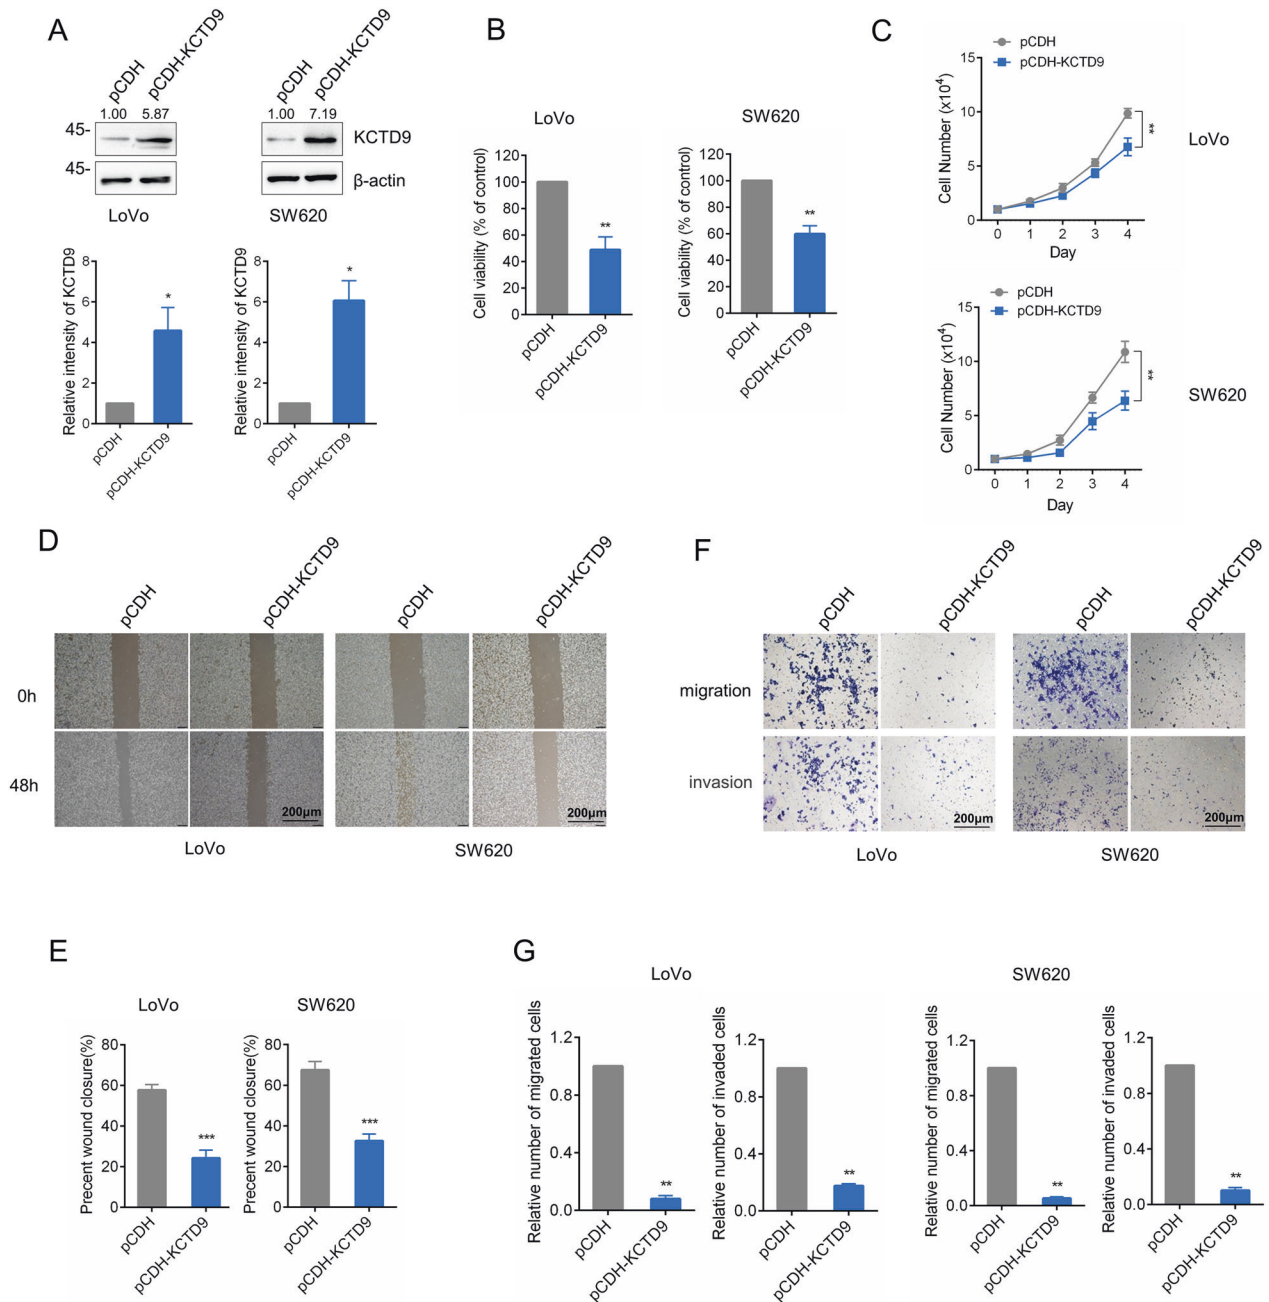 A
pCDH
pCDH-KCTD9
pCDH
pCDH-KCTD9
1.00 5.87
1.00 7.19
45-
KCTD9
45-
β-actin
LoVo
SW620
Relative intensity of KCTD9
8
6
4
2
0
*
pCDH
pCDH-KCTD9
Relative intensity of KCTD9
8
6
4
2
0
*
pCDH
pCDH-KCTD9
B
LoVo
Cell viability (% of control)
120
100
80
60
40
20
0
**
pCDH
pCDH-KCTD9
SW620
Cell viability (% of control)
120
100
80
60
40
20
0
**
pCDH
pCDH-KCTD9
C
pCDH
pCDH-KCTD9
Cell Number (x10⁴)
15
10
5
0
**
LoVo
0 1 2 3 4
Day
pCDH
pCDH-KCTD9
Cell Number (x10⁴)
15
10
5
0
**
SW620
0 1 2 3 4
Day
D
pCDH
pCDH-KCTD9
pCDH
pCDH-KCTD9
0h
48h
200μm
200μm
LoVo
SW620
F
pCDH
pCDH-KCTD9
pCDH
pCDH-KCTD9
migration
invasion
200μm
200μm
LoVo
SW620
E
LoVo
Precent wound closure(%)
80
60
40
20
0
***
pCDH
pCDH-KCTD9
SW620
Precent wound closure(%)
80
60
40
20
0
***
pCDH
pCDH-KCTD9
G
LoVo
Relative number of migrated cells
1.2
0.8
0.4
0.0
**
pCDH
pCDH-KCTD9
Relative number of invaded cells
1.2
0.8
0.4
0.0
**
pCDH
pCDH-KCTD9
SW620
Relative number of migrated cells
1.2
0.8
0.4
0.0
**
pCDH
pCDH-KCTD9
Relative number of invaded cells
1.2
0.8
0.4
0.0
**
pCDH
pCDH-KCTD9